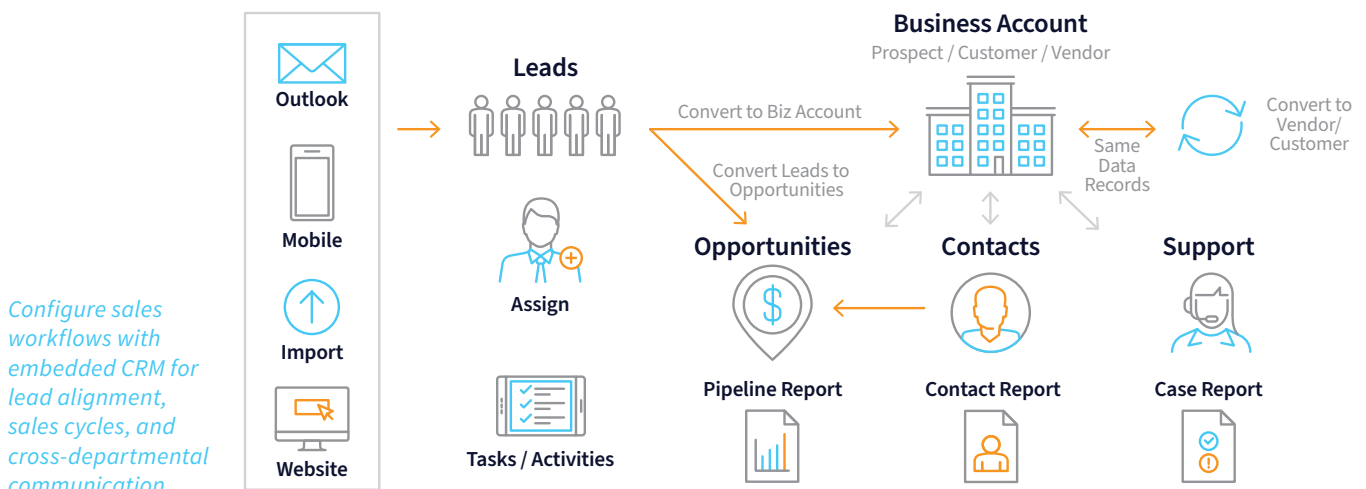 Configure sales
workflows with
embedded CRM for
lead alignment,
sales cycles, and
cross-departmental
communication
Outlook
Mobile
Import
Website
Leads
Assign
Tasks / Activities
Convert to Biz Account
Convert Leads to
Opportunities
Business Account
Prospect / Customer / Vendor
Same
Data
Records
Convert to
Vendor/
Customer
Opportunities
$
Pipeline Report
Contacts
Contact Report
Support
Case Report